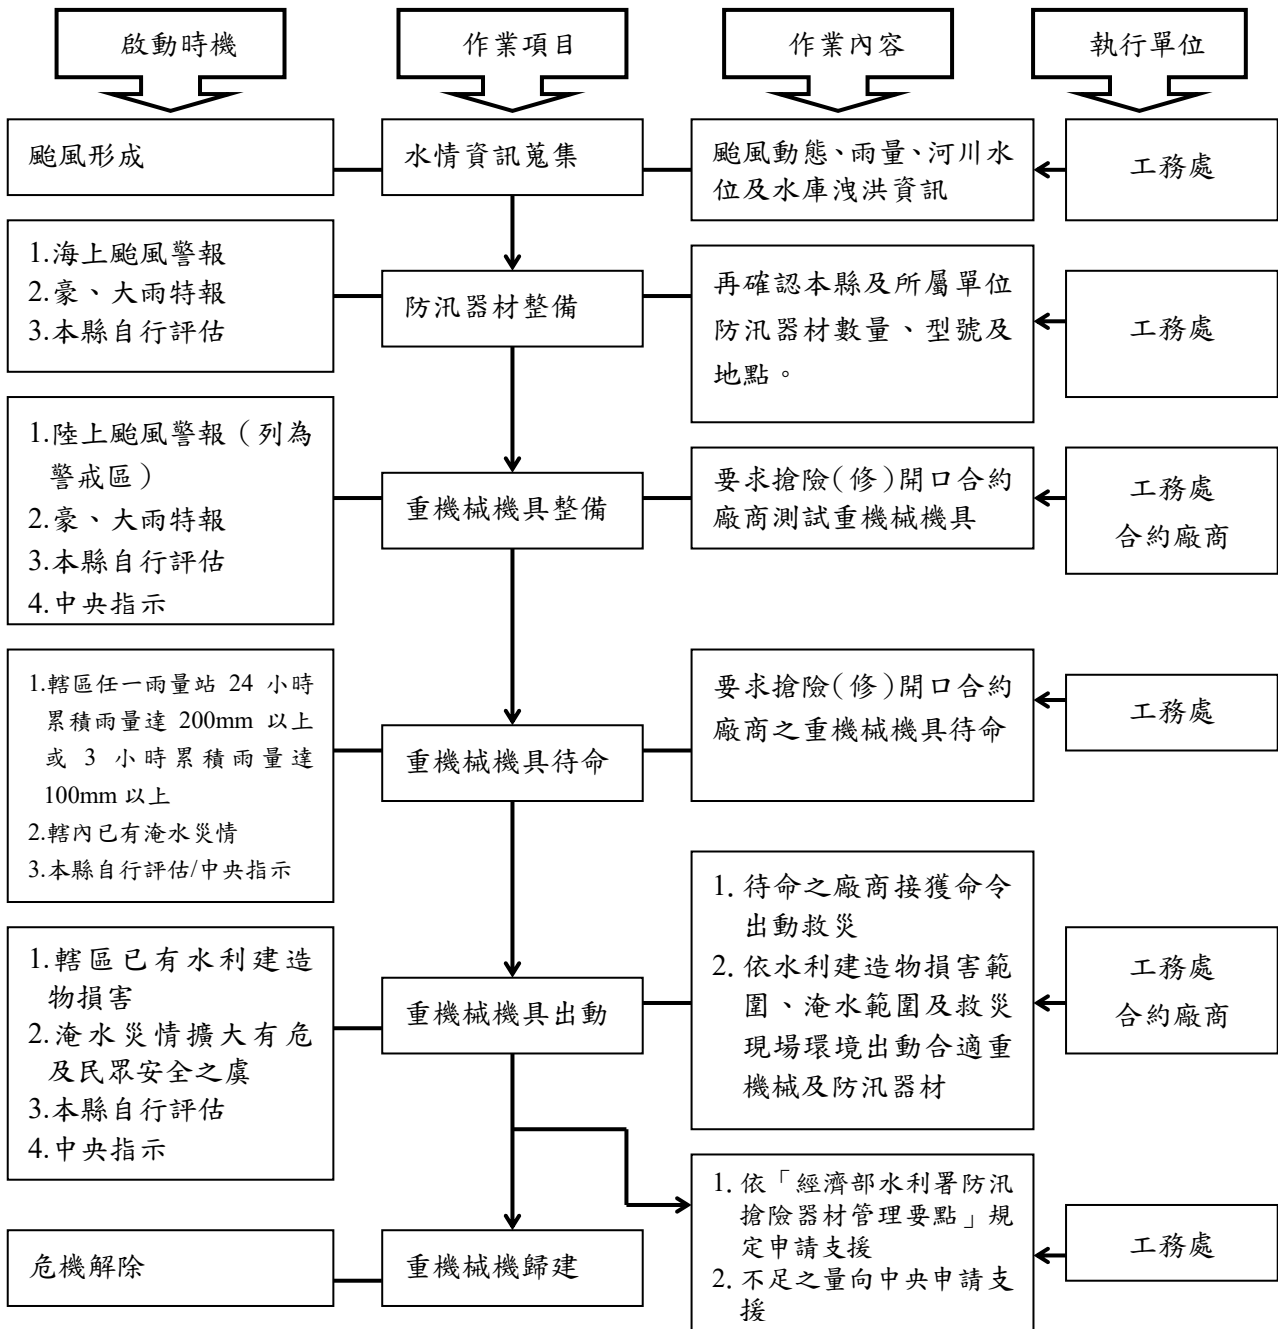 啟動時機
作業項目
作業內容
執行單位
颱風形成
水情資訊蒐集
颱風動態、雨量、河川水
位及水庫洩洪資訊
工務處
1.海上颱風警報
2.豪、大雨特報
3.本縣自行評估
防汛器材整備
再確認本縣及所屬單位
防汛器材數量、型號及
地點。
工務處
1.陸上颱風警報（列為
警戒區）
2.豪、大雨特報
3.本縣自行評估
4.中央指示
重機械機具整備
要求搶險(修)開口合約
廠商測試重機械機具
工務處
合約廠商
1.轄區任一雨量站 24 小時
累積雨量達 200mm 以上
或 3 小時累積雨量達
100mm 以上
2.轄內已有淹水災情
3.本縣自行評估/中央指示
重機械機具待命
要求搶險(修)開口合約
廠商之重機械機具待命
工務處
1.轄區已有水利建造
物損害
2.淹水災情擴大有危
及民眾安全之虞
3.本縣自行評估
4.中央指示
重機械機具出動
1. 待命之廠商接獲命令
出動救災
2. 依水利建造物損害範
圍、淹水範圍及救災
現場環境出動合適重
機械及防汛器材
工務處
合約廠商
危機解除
重機械機歸建
1. 依「經濟部水利署防汛
搶險器材管理要點」規
定申請支援
2. 不足之量向中央申請支
援
工務處